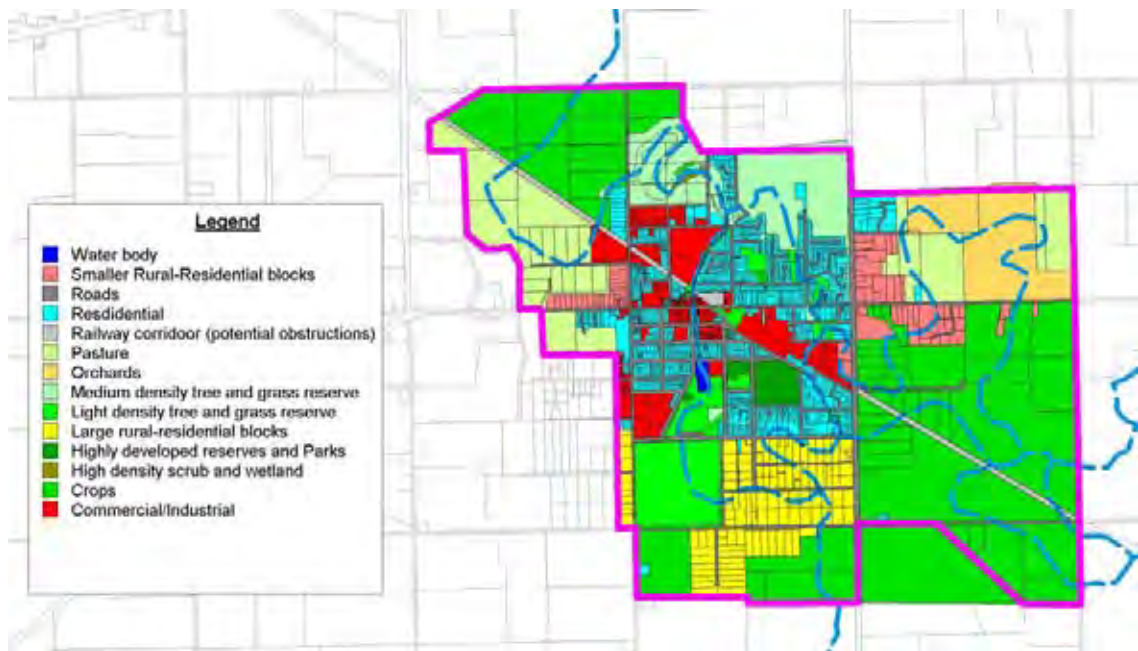 Legend
Water body
Smaller Rural-Residential blocks
Roads
Resdidential
Railway corridoor (potential obstructions)
Pasture
Orchards
Medium density tree and grass reserve
Light density tree and grass reserve
Large rural-residential blocks
Highly developed reserves and Parks
High density scrub and wetland
Crops
Commercial/Industrial